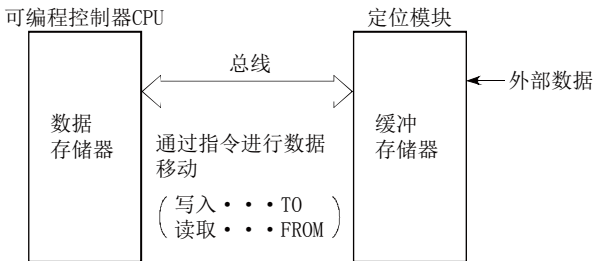 可编程控制器CPU
定位模块
总线
外部数据
数据
存储器
缓冲
存储器
通过指令进行数据
移动
写入・・・TO
读取・・・FROM